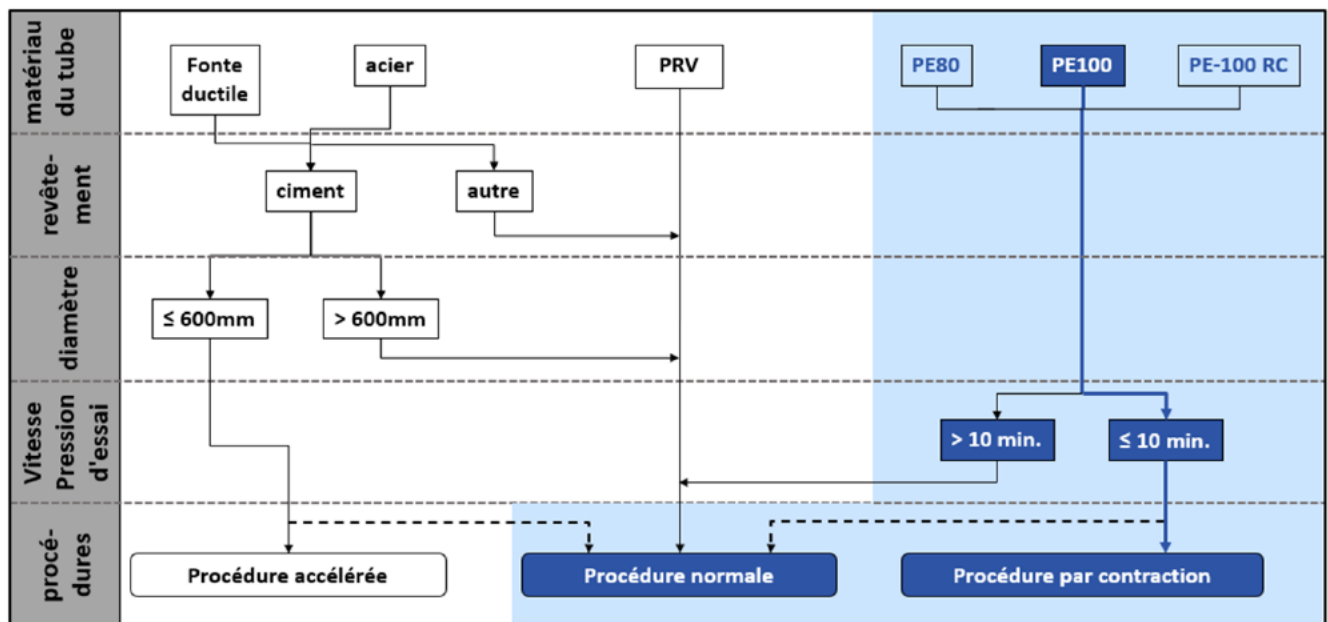 matériau
du tube
Fonte
ductile
acier
PRV
PE80
PE100
PE-100 RC
revête-
ment
ciment
autre
diamètre
≤ 600mm
> 600mm
Vitesse
Pression
d'essai
> 10 min.
≤ 10 min.
procé-
dures
Procédure accélérée
Procédure normale
Procédure par contraction